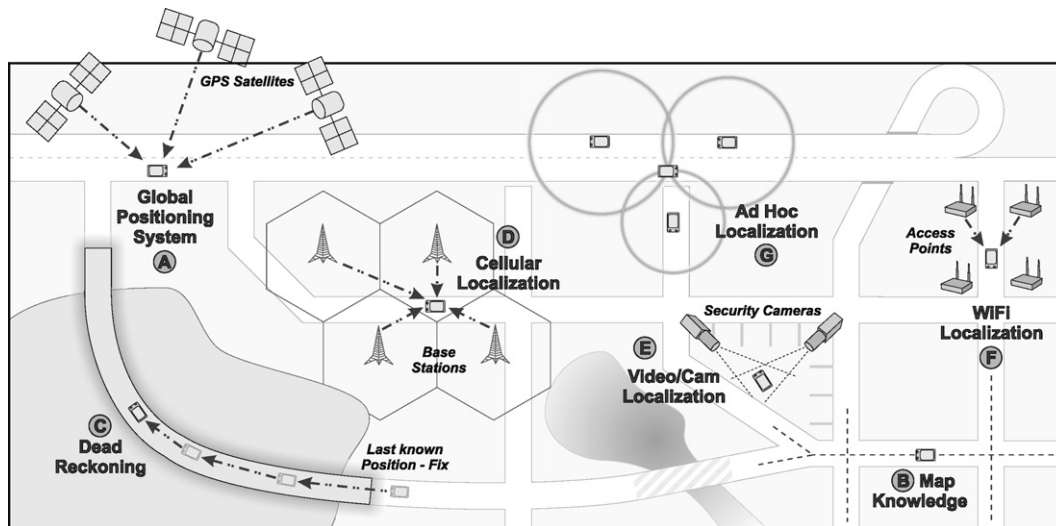 GPS Satellites
Global
Positioning
System
A
D
Cellular
Localization
Base
Stations
Ad Hoc
Localization
G
Access
Points
WiFi
Localization
F
Security Cameras
E
Video/Cam
Localization
C
Dead
Reckoning
Last known
Position - Fix
B Map
Knowledge